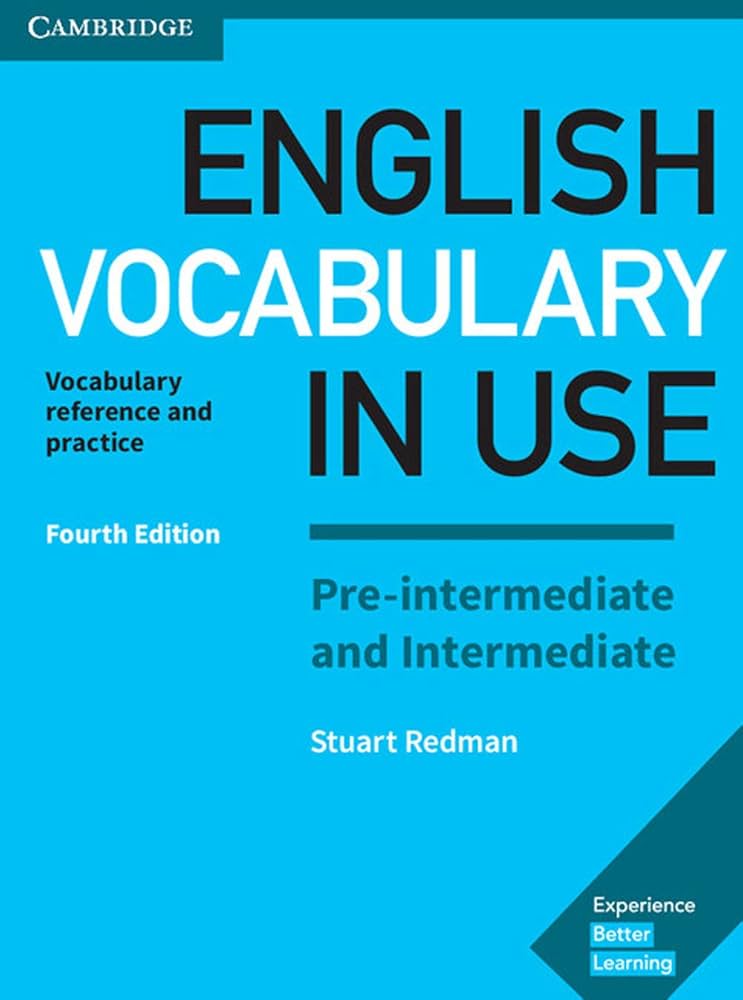 CAMBRIDGE
ENGLISH
VOCABULARY
IN USE
Vocabulary
reference and
practice
Fourth Edition
Pre-intermediate
and Intermediate
Stuart Redman
Experience
Better
Learning